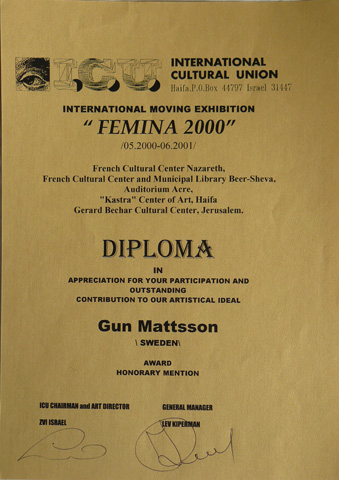 I.C.U.
INTERNATIONAL
CULTURAL UNION
Haifa,P.O.Box 44797 Israel 31447
INTERNATIONAL MOVING EXHIBITION
“ FEMINA 2000”
/05.2000-06.2001/
French Cultural Center Nazareth,
French Cultural Center and Municipal Library Beer-Sheva,
Auditorium Acre,
"Kastra" Center of Art, Haifa
Gerard Bechar Cultural Center, Jerusalem.
DIPLOMA
IN
APPRECIATION FOR YOUR PARTICIPATION AND
OUTSTANDING
CONTRIBUTION TO OUR ARTISTICAL IDEAL
Gun Mattsson
\ SWEDEN\
AWARD
HONORARY MENTION
ICU CHAIRMAN and ART DIRECTOR GENERAL MANAGER
ZVI ISRAEL LEV KIPERMAN